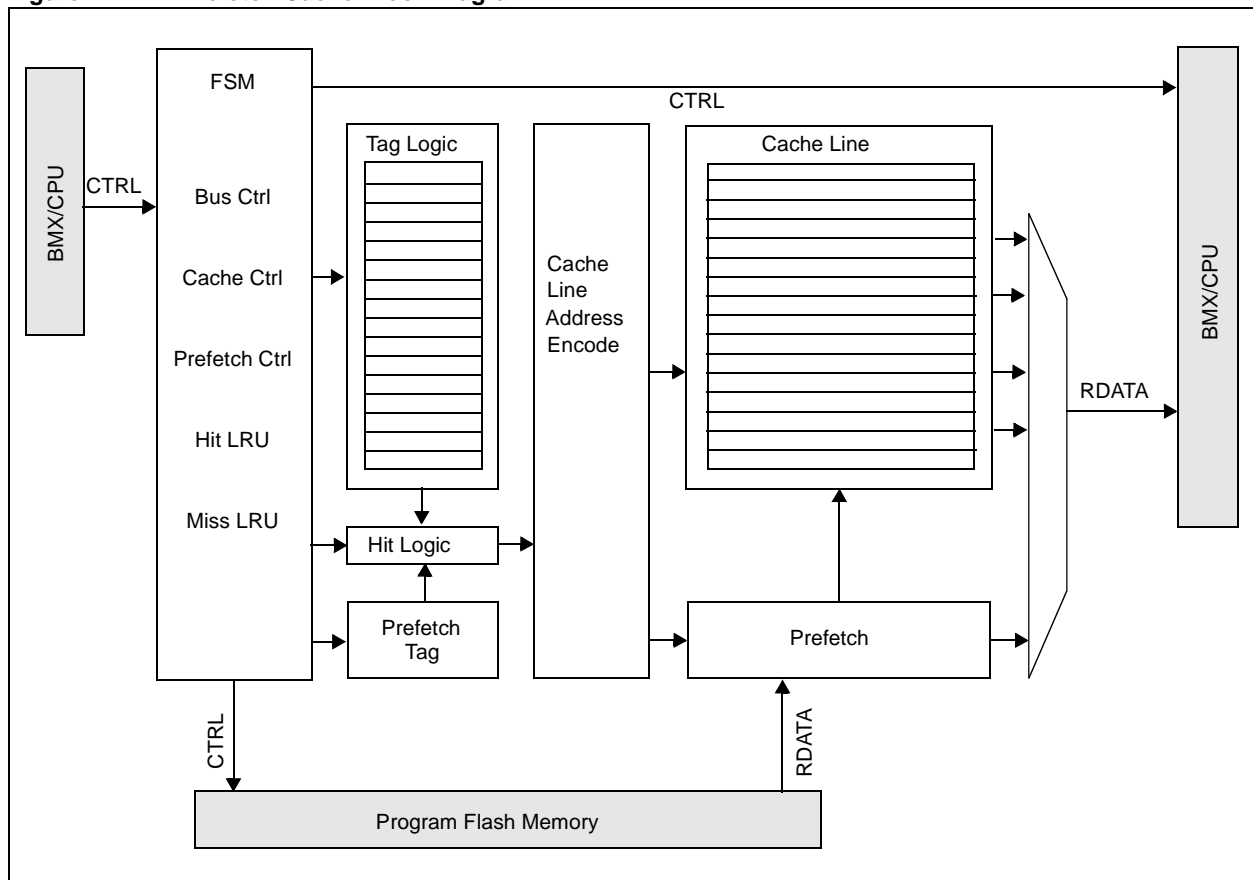 FSM
CTRL
Tag Logic
Cache Line
BMX/CPU
CTRL
Bus Ctrl
Cache Ctrl
Prefetch Ctrl
Hit LRU
Miss LRU
Cache
Line
Address
Encode
BMX/CPU
RDATA
Hit Logic
Prefetch
Tag
Prefetch
CTRL
RDATA
Program Flash Memory